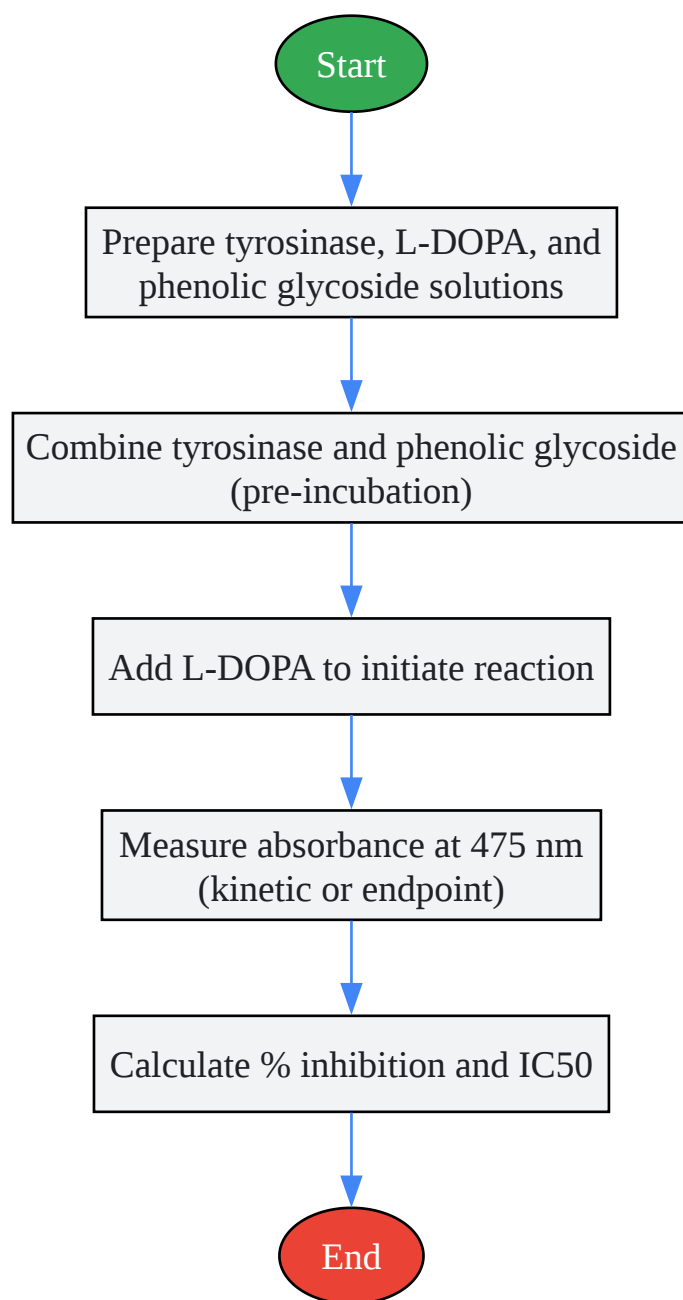 Start
Prepare tyrosinase, L-DOPA, and
phenolic glycoside solutions
Combine tyrosinase and phenolic glycoside
(pre-incubation)
Add L-DOPA to initiate reaction
Measure absorbance at 475 nm
(kinetic or endpoint)
Calculate % inhibition and IC50
End